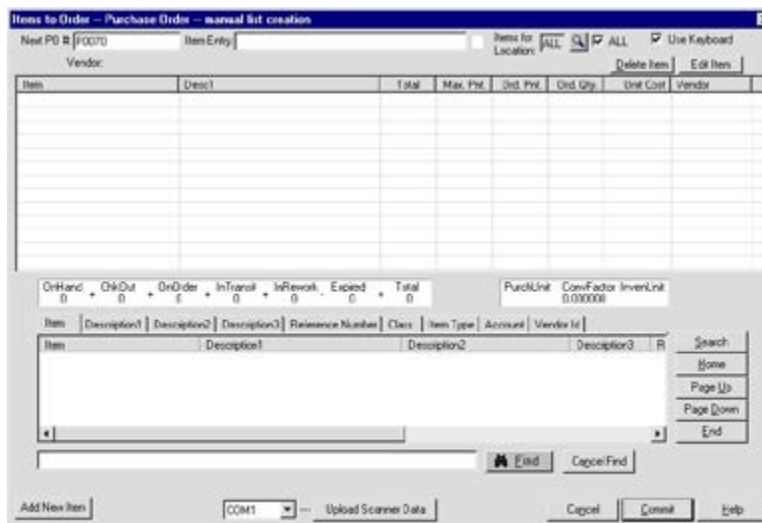 Items to Order -- Purchase Order -- manual list creation
Next PO #: P0070 Item Entry: Items for Location: ALL ALL Use Keyboard
Vendor: Delete Item Edit Item
Item Desc1 Total Max. Pnt. Ord. Pnt. Ord. Qty. Unit Cost Vendor
OnHand + ChkOut + OnOrder + InTransit + InRework - Expired + Total PurchUnit ConvFactor InvenUnit
0 0 0 0 0 0 0 0.000000
Item Description1 Description2 Description3 Reference Number Class Item Type Account Vendor Id
Item Description1 Description2 Description3 R
Search
Home
Page Up
Page Down
End
Find Cancel Find
Add New Item COM1 --- Upload Scanner Data Cancel Commit Help